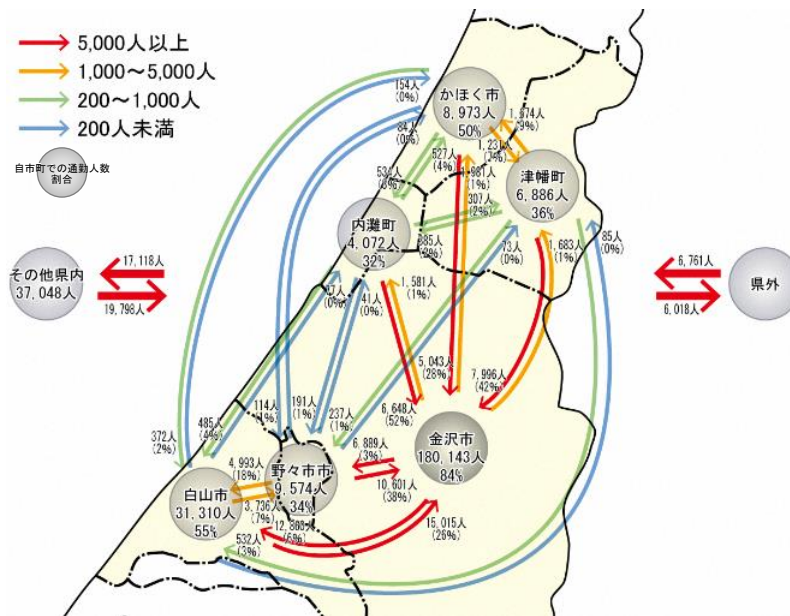 5,000人以上
1,000～5,000人
200～1,000人
200人未満
自市町での通勤人数
割合
154人
(0%)
かほく市
8,973人
50%
84人
(0%)
527人
(4%)
1,231人
津幡町
6,886人
36%
307人
(2%)
内灘町
4,072人
32%
73人
(0%)
1,683人
(1%)
85人
(0%)
その他県内
37,048人
17,118人
19,798人
6,761人
6,018人
県外
41人
(0%)
1,581人
(1%)
5,043人
(28%)
7,996人
(42%)
6,648人
(52%)
372人
(2%)
485人
(4%)
114人
(1%)
191人
(1%)
237人
(1%)
6,889人
(3%)
金沢市
180,143人
84%
4,993人
(18%)
野々市市
9,574人
34%
10,601人
(38%)
白山市
31,310人
55%
3,736人
(7%)
(6%)
532人
(3%)
15,015人
(26%)